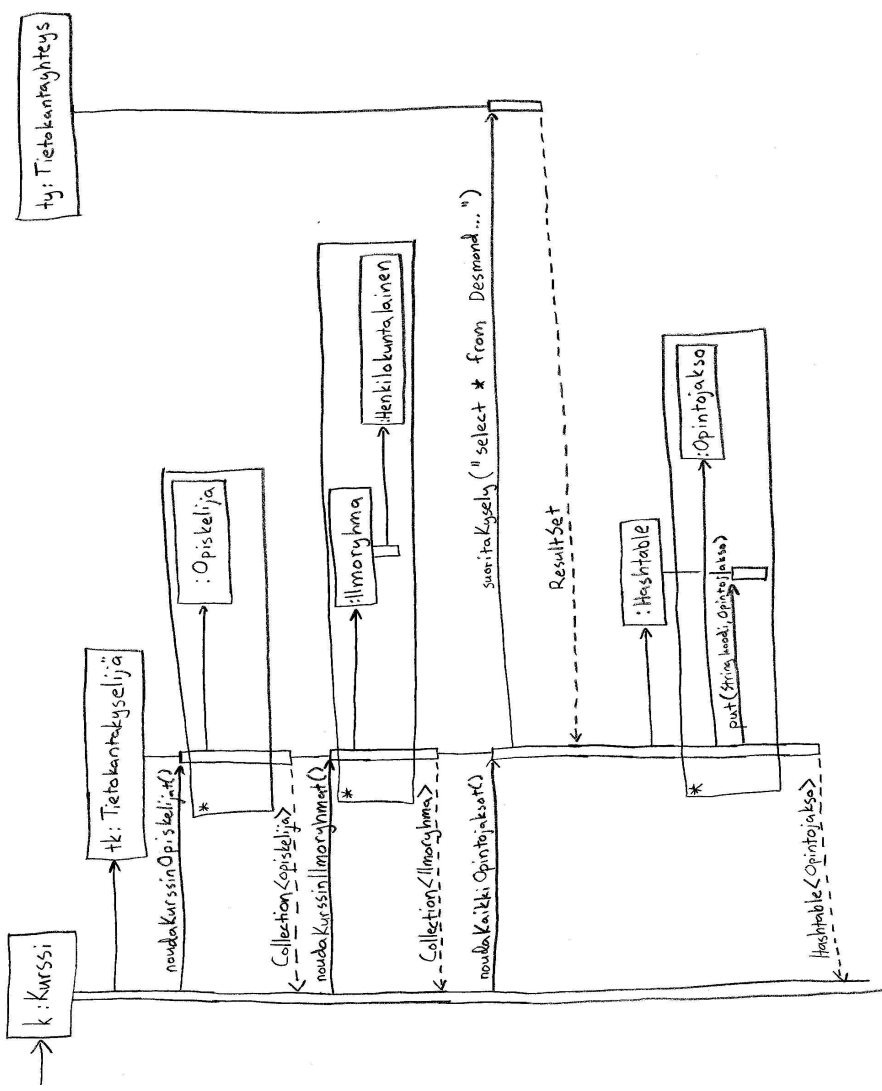 k: Kurssi
tk: Tietokantakyselijä
ty: Tietokantayhteys
noudaKurssinOpiskelijat()
*
:Opiskelija
Collection<opiskelija>
noudaKurssinIlmoryhmat()
*
:Ilmoryhma
:Henkilokuntalainen
Collection<Ilmoryhma>
noudaKaikkiOpintojaksot()
suoritaKysely("select * from Desmond...")
ResultSet
:Hashtable
*
:Opintojakso
put(String koodi, Opintojakso)
Hashtable<Opintojakso>